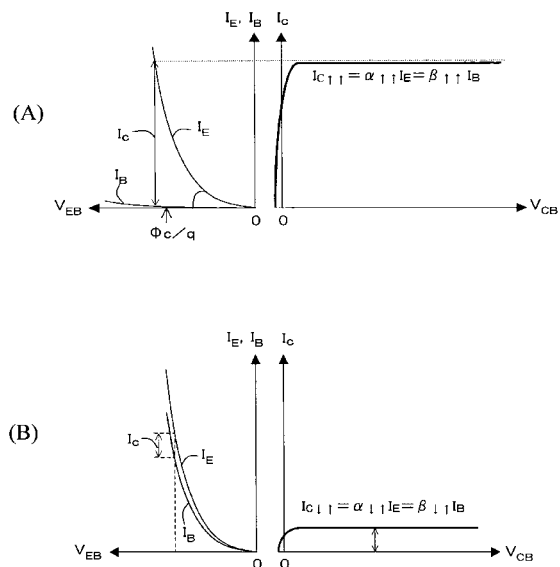 (A)
I_E, I_B
I_C
I_C↑↑=α↑↑I_E=β↑↑ I_B
I_C
I_E
I_B
V_EB
0
0
V_CB
Φc/q
(B)
I_E, I_B
I_C
I_C
I_E
I_C↓↑=α↓↑I_E=β↓↑I_B
I_B
V_EB
0
0
V_CB